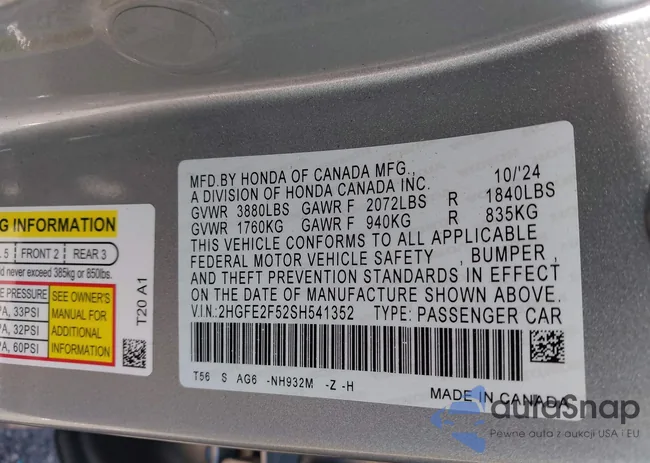 MFD.BY HONDA OF CANADA MFG., 10/'24
A DIVISION OF HONDA CANADA INC.
GVWR 3880LBS GAWR F 2072LBS R 1840LBS
GVWR 1760KG GAWR F 940KG R 835KG
THIS VEHICLE CONFORMS TO ALL APPLICABLE
FEDERAL MOTOR VEHICLE SAFETY , BUMPER ,
AND THEFT PREVENTION STANDARDS IN EFFECT
ON THE DATE OF MANUFACTURE SHOWN ABOVE.
V.I.N.:2HGFE2F52SH541352 TYPE: PASSENGER CAR
T56 S AG6 -NH932M -Z -H
MADE IN CANADA
G INFORMATION
5 FRONT 2 REAR 3
never exceed 385kg or 850lbs.
E PRESSURE
33PSI
32PSI
60PSI
SEE OWNER'S
MANUAL FOR
ADDITIONAL
INFORMATION
T20 A1
auraSnap
Pewne auta z aukcji USA i EU